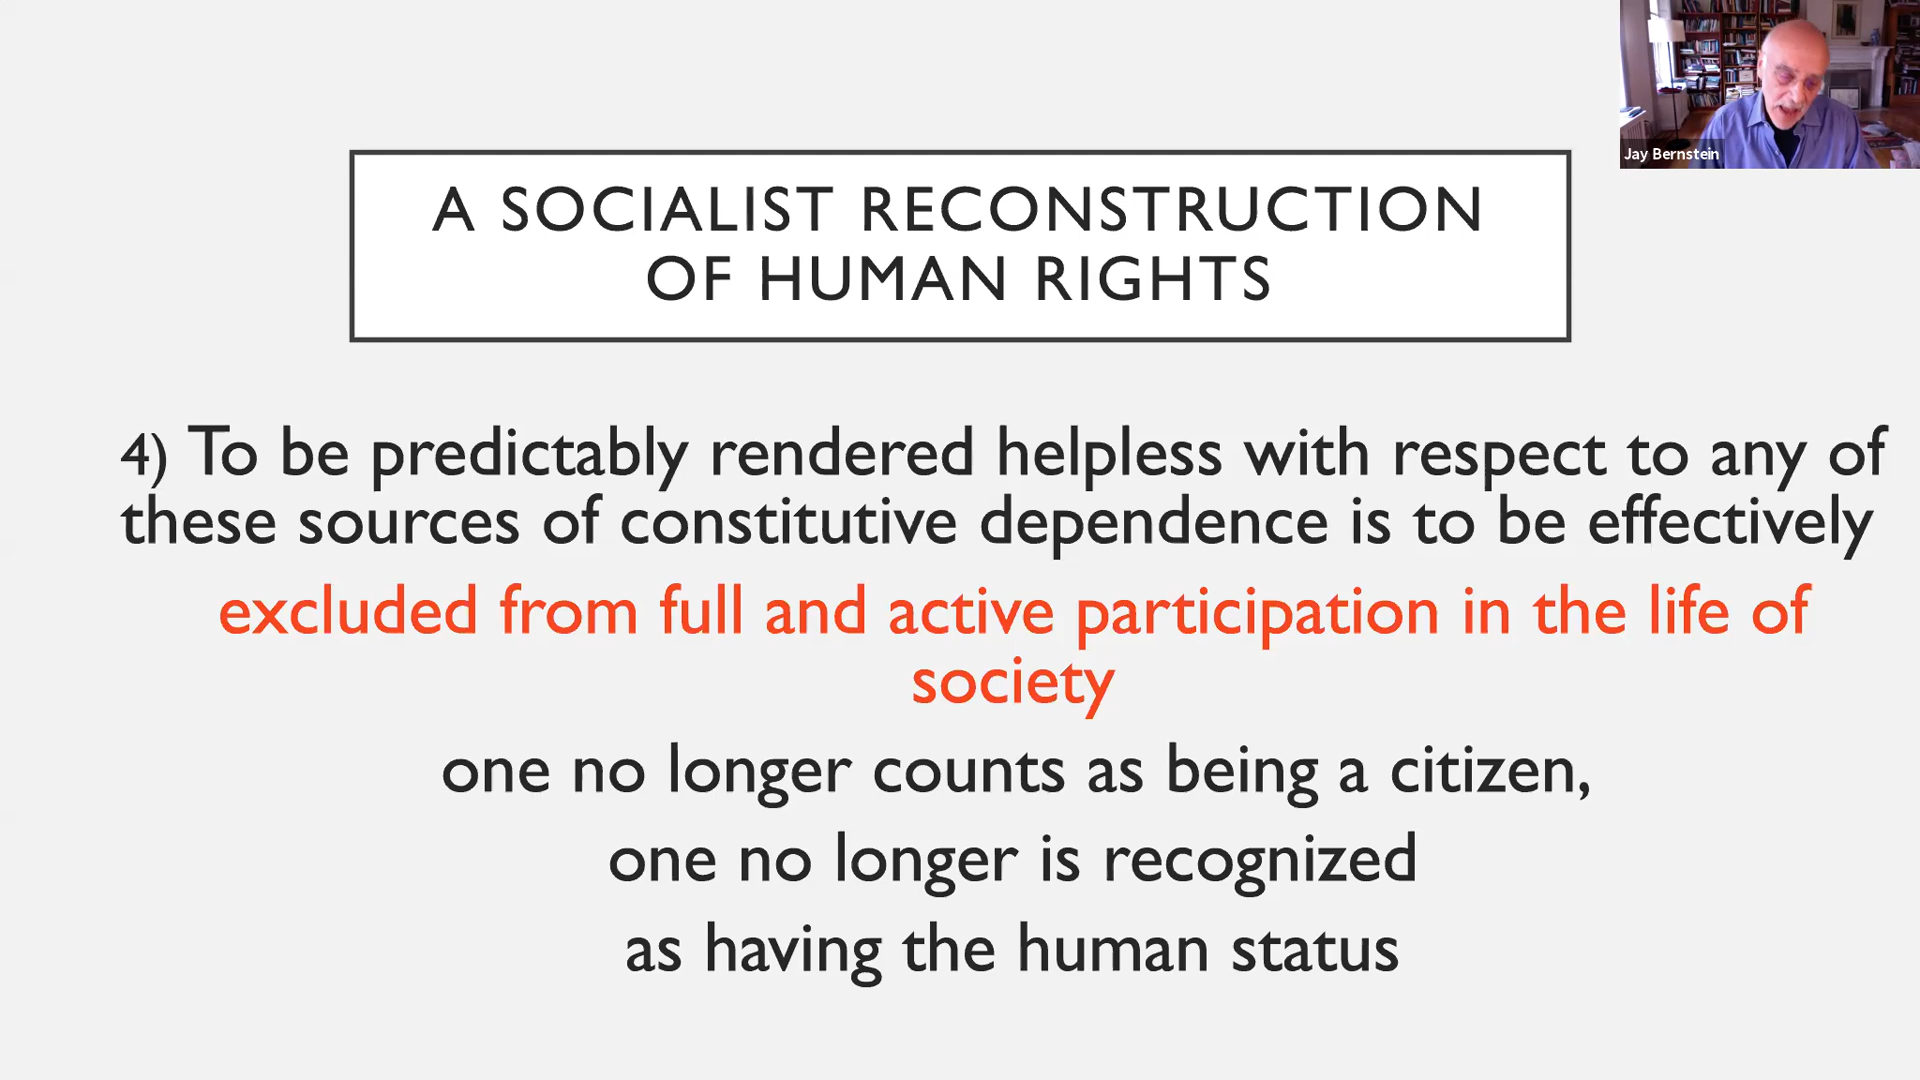 Jay Bernstein
A SOCIALIST RECONSTRUCTION
OF HUMAN RIGHTS
4) To be predictably rendered helpless with respect to any of
these sources of constitutive dependence is to be effectively
excluded from full and active participation in the life of
society
one no longer counts as being a citizen,
one no longer is recognized
as having the human status